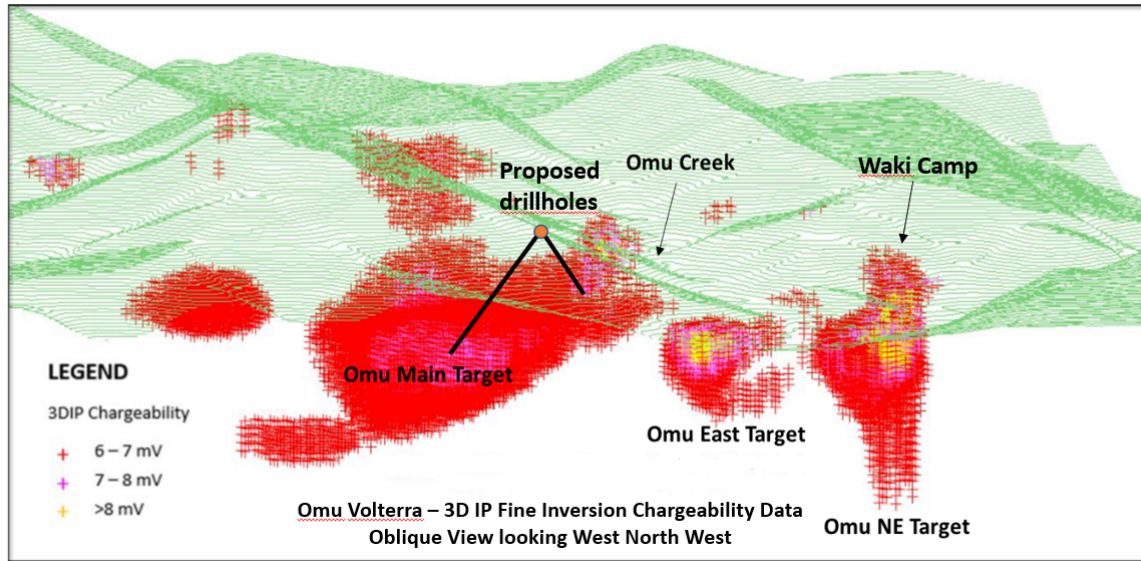 Proposed
drillholes
Omu Creek
Waki Camp
Omu Main Target
Omu East Target
Omu NE Target
LEGEND
3DIP Chargeability
6 – 7 mV
7 – 8 mV
>8 mV
Omu Volterra – 3D IP Fine Inversion Chargeability Data
Oblique View looking West North West